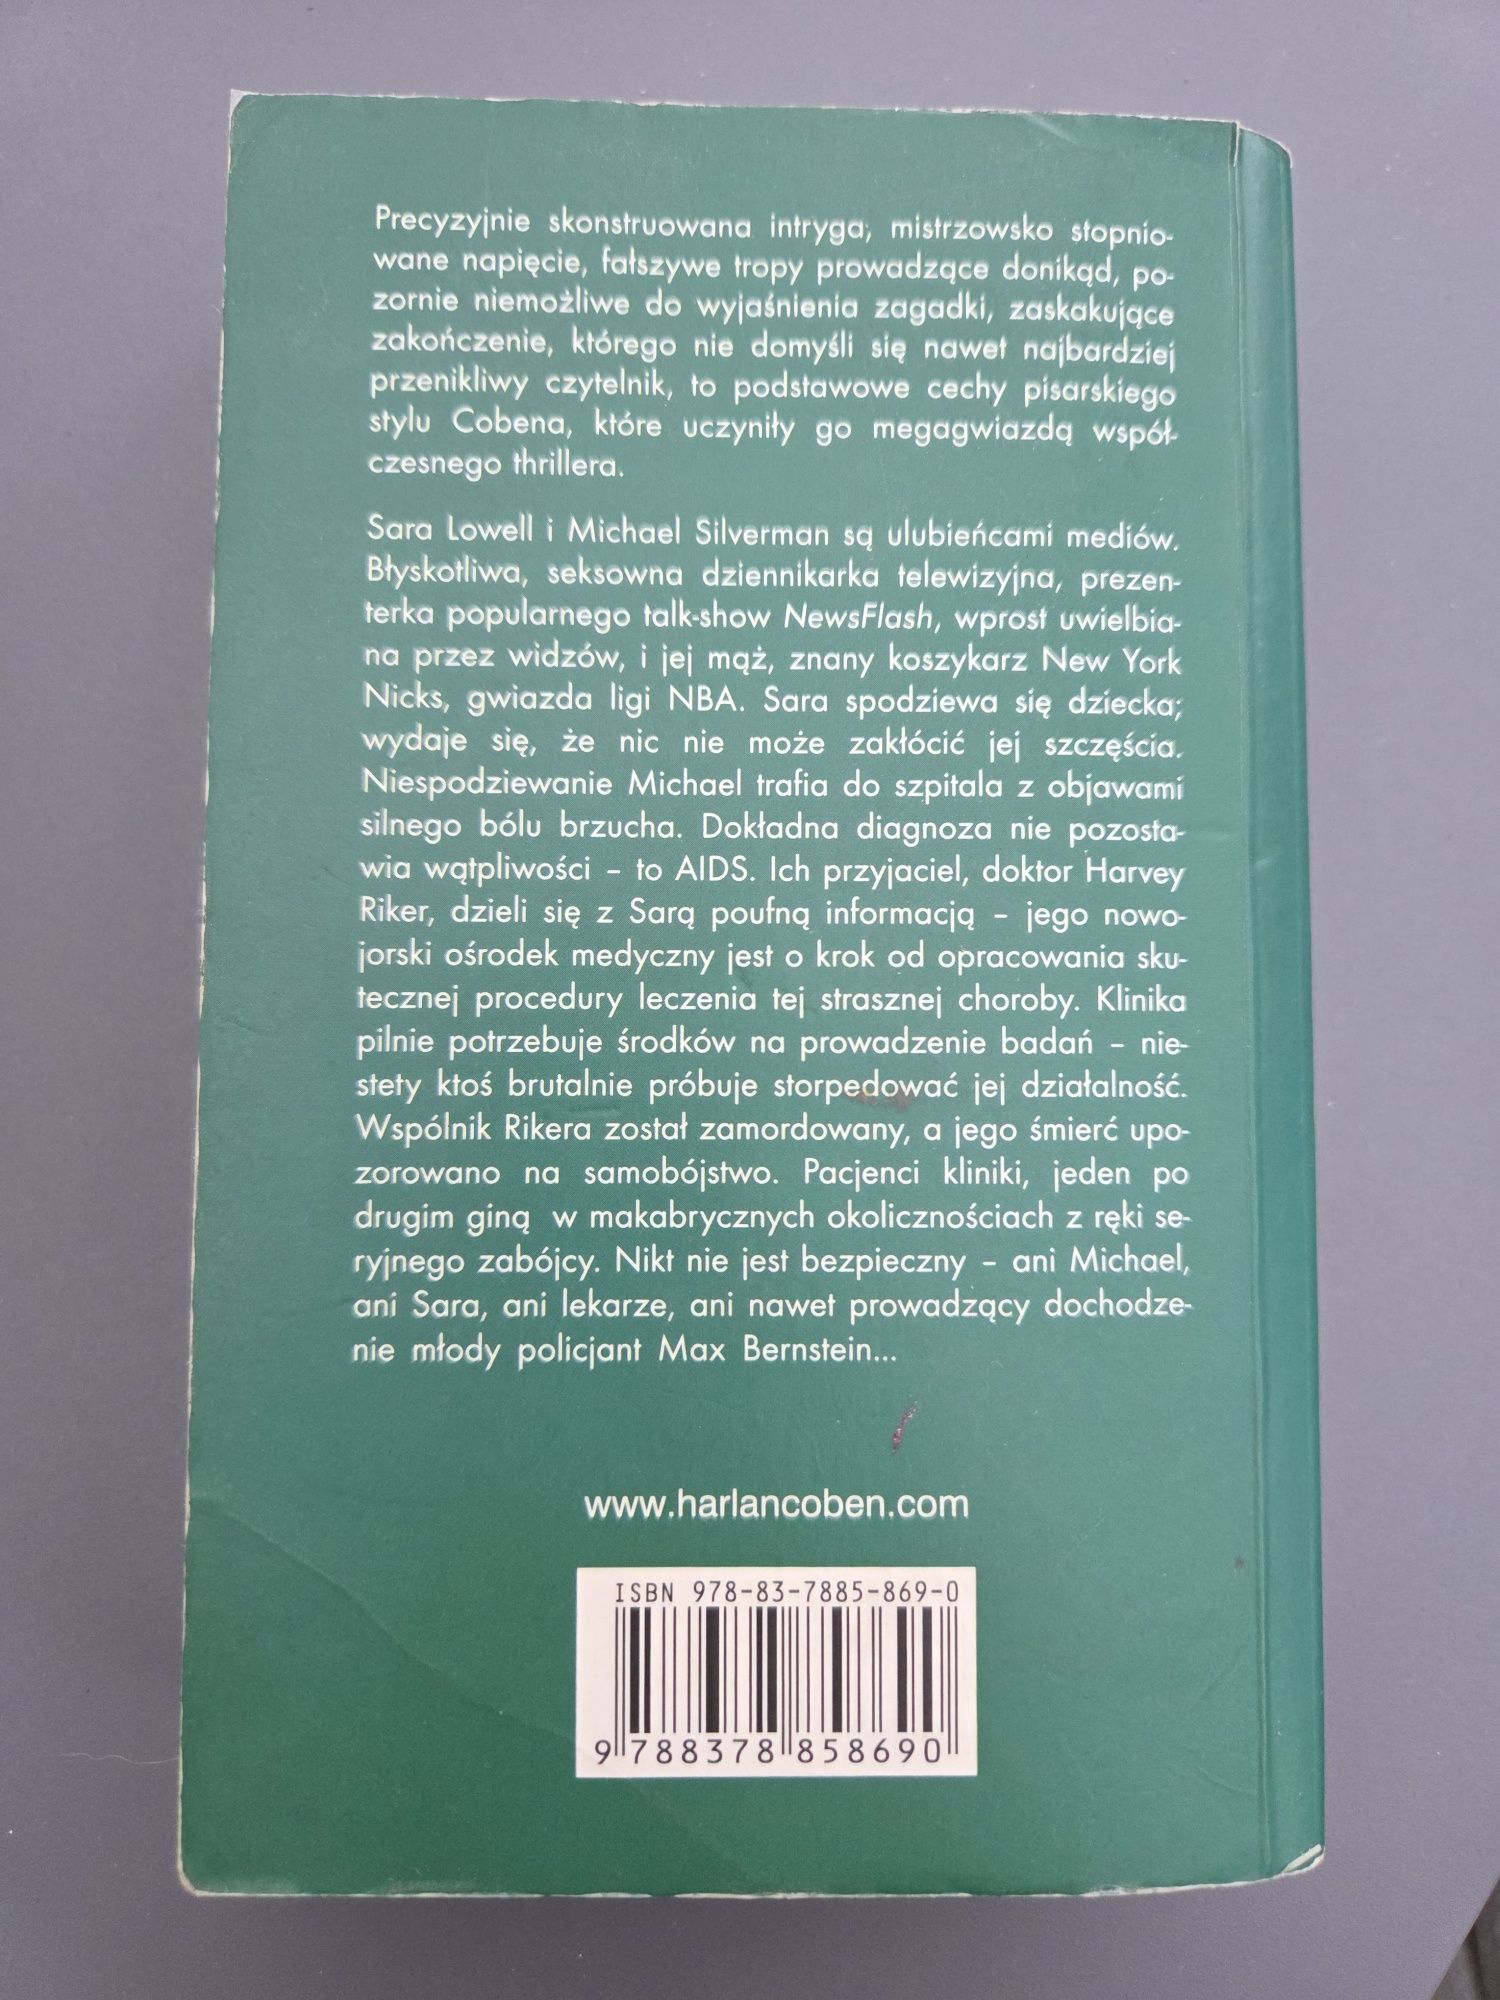 Precyzyjnie skonstruowana intryga, mistrzowsko stopnio-
wane napięcie, fałszywe tropy prowadzące donikąd, po-
zornie niemożliwe do wyjaśnienia zagadki, zaskakujące
zakończenie, którego nie domyśli się nawet najbardziej
przenikliwy czytelnik, to podstawowe cechy pisarskiego
stylu Cobena, które uczyniły go megagwiazdą współ-
czesnego thrillera.
Sara Lowell i Michael Silverman są ulubieńcami mediów.
Błyskotliwa, seksowna dziennikarka telewizyjna, prezen-
terka popularnego talk-show NewsFlash, wprost uwielbia-
na przez widzów, i jej mąż, znany koszykarz New York
Nicks, gwiazda ligi NBA. Sara spodziewa się dziecka;
wydaje się, że nic nie może zakłócić jej szczęścia.
Niespodziewanie Michael trafia do szpitala z objawami
silnego bólu brzucha. Dokładna diagnoza nie pozosta-
wia wątpliwości – to AIDS. Ich przyjaciel, doktor Harvey
Riker, dzieli się z Sarą poufną informacją – jego nowo-
jorski ośrodek medyczny jest o krok od opracowania sku-
tecznej procedury leczenia tej strasznej choroby. Klinika
pilnie potrzebuje środków na prowadzenie badań – nie-
stety ktoś brutalnie próbuje storpedować jej działalność.
Wspólnik Rikera został zamordowany, a jego śmierć upo-
zorowano na samobójstwo. Pacjenci kliniki, jeden po
drugim giną w makabrycznych okolicznościach z ręki se-
ryjnego zabójcy. Nikt nie jest bezpieczny – ani Michael,
ani Sara, ani lekarze, ani nawet prowadzący dochodze-
nie młody policjant Max Bernstein...
www.harlancoben.com
ISBN 978-83-7885-869-0
9 788378 858690